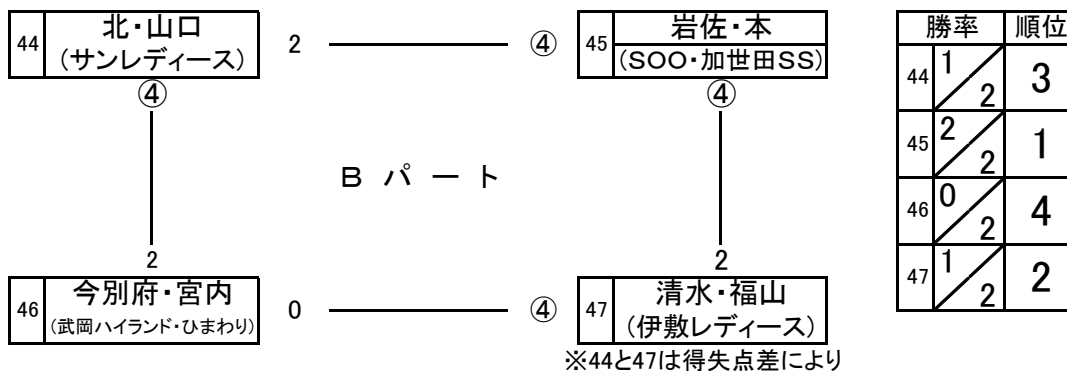 44 北・山口
(サンレディース)
2 ④
45 岩佐・本
(SOO・加世田SS)
④ ④
Bパート
2 2
46 今別府・宮内
(武岡ハイランド・ひまわり)
0 ④
47 清水・福山
(伊敷レディース)
※44と47は得失点差により
勝率 順位
44 1/2 3
45 2/2 1
46 0/2 4
47 1/2 2